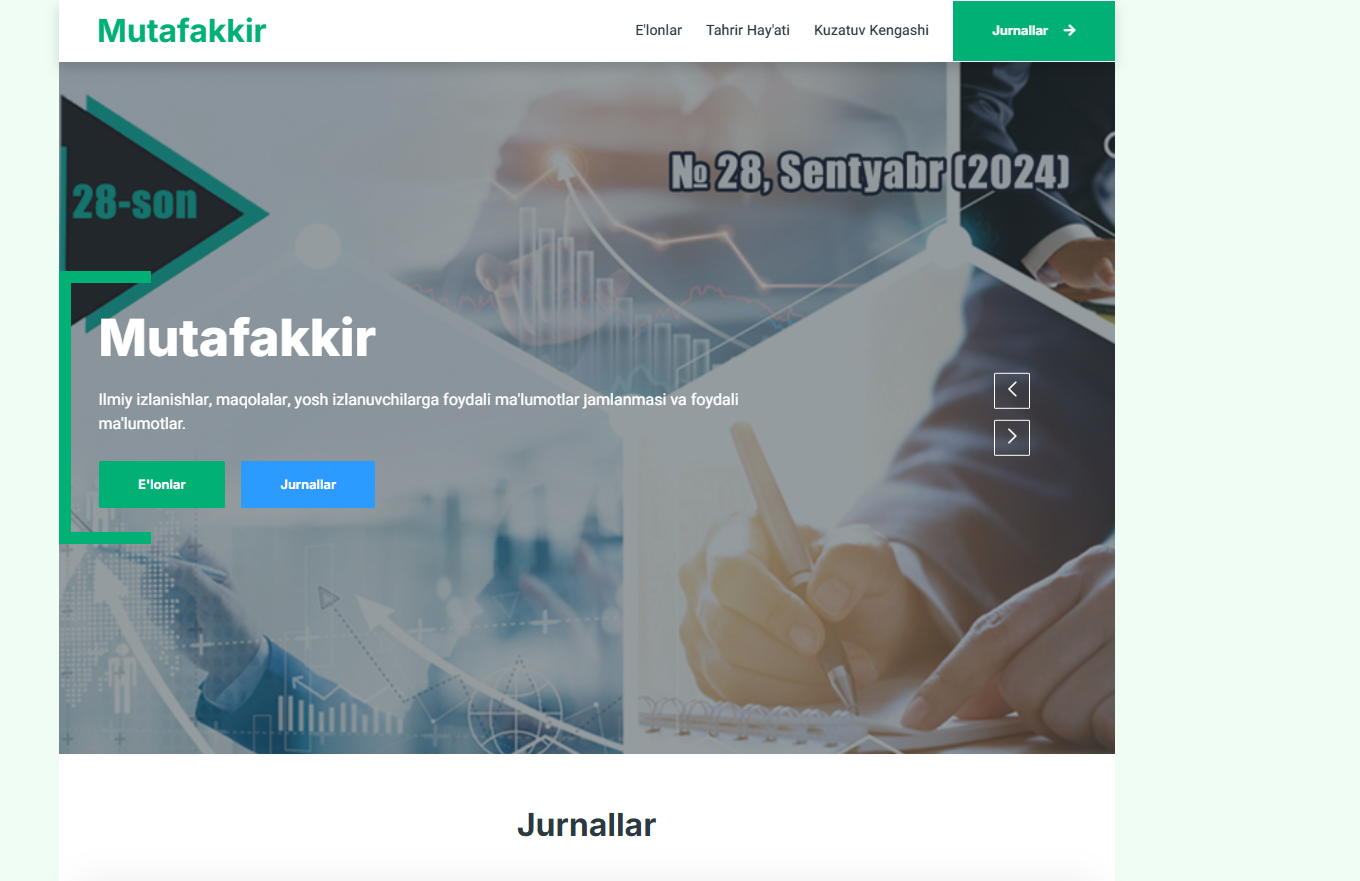 Mutafakkir
E'lonlar
Tahrir Hay'ati
Kuzatuv Kengashi
Jurnallar
28-son
№ 28, Sentyabr (2024)
Mutafakkir
Ilmiy izlanishlar, maqolalar, yosh izlanuvchilarga foydali ma'lumotlar jamlanmasi va foydali
ma'lumotlar.
E'lonlar
Jurnallar
Jurnallar